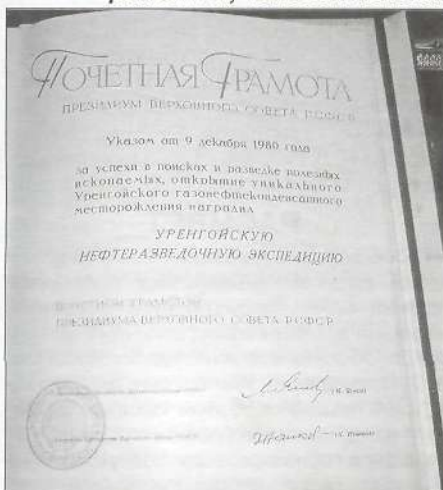 ПОЧЕТНАЯ ГРАМОТА
ПРЕЗИДИУМ ВЕРХОВНОГО СОВЕТА РСФСР
Указом от 9 декабря 1980 года
за успехи в поисках и разведке полезных
ископаемых, открытие уникального
Уренгойского газонефтеконденсатного
месторождения наградил
УРЕНГОЙСКУЮ
НЕФТЕРАЗВЕДОЧНУЮ ЭКСПЕДИЦИЮ
ПОЧЕТНОЙ ГРАМОТОЙ
ПРЕЗИДИУМА ВЕРХОВНОГО СОВЕТА РСФСР